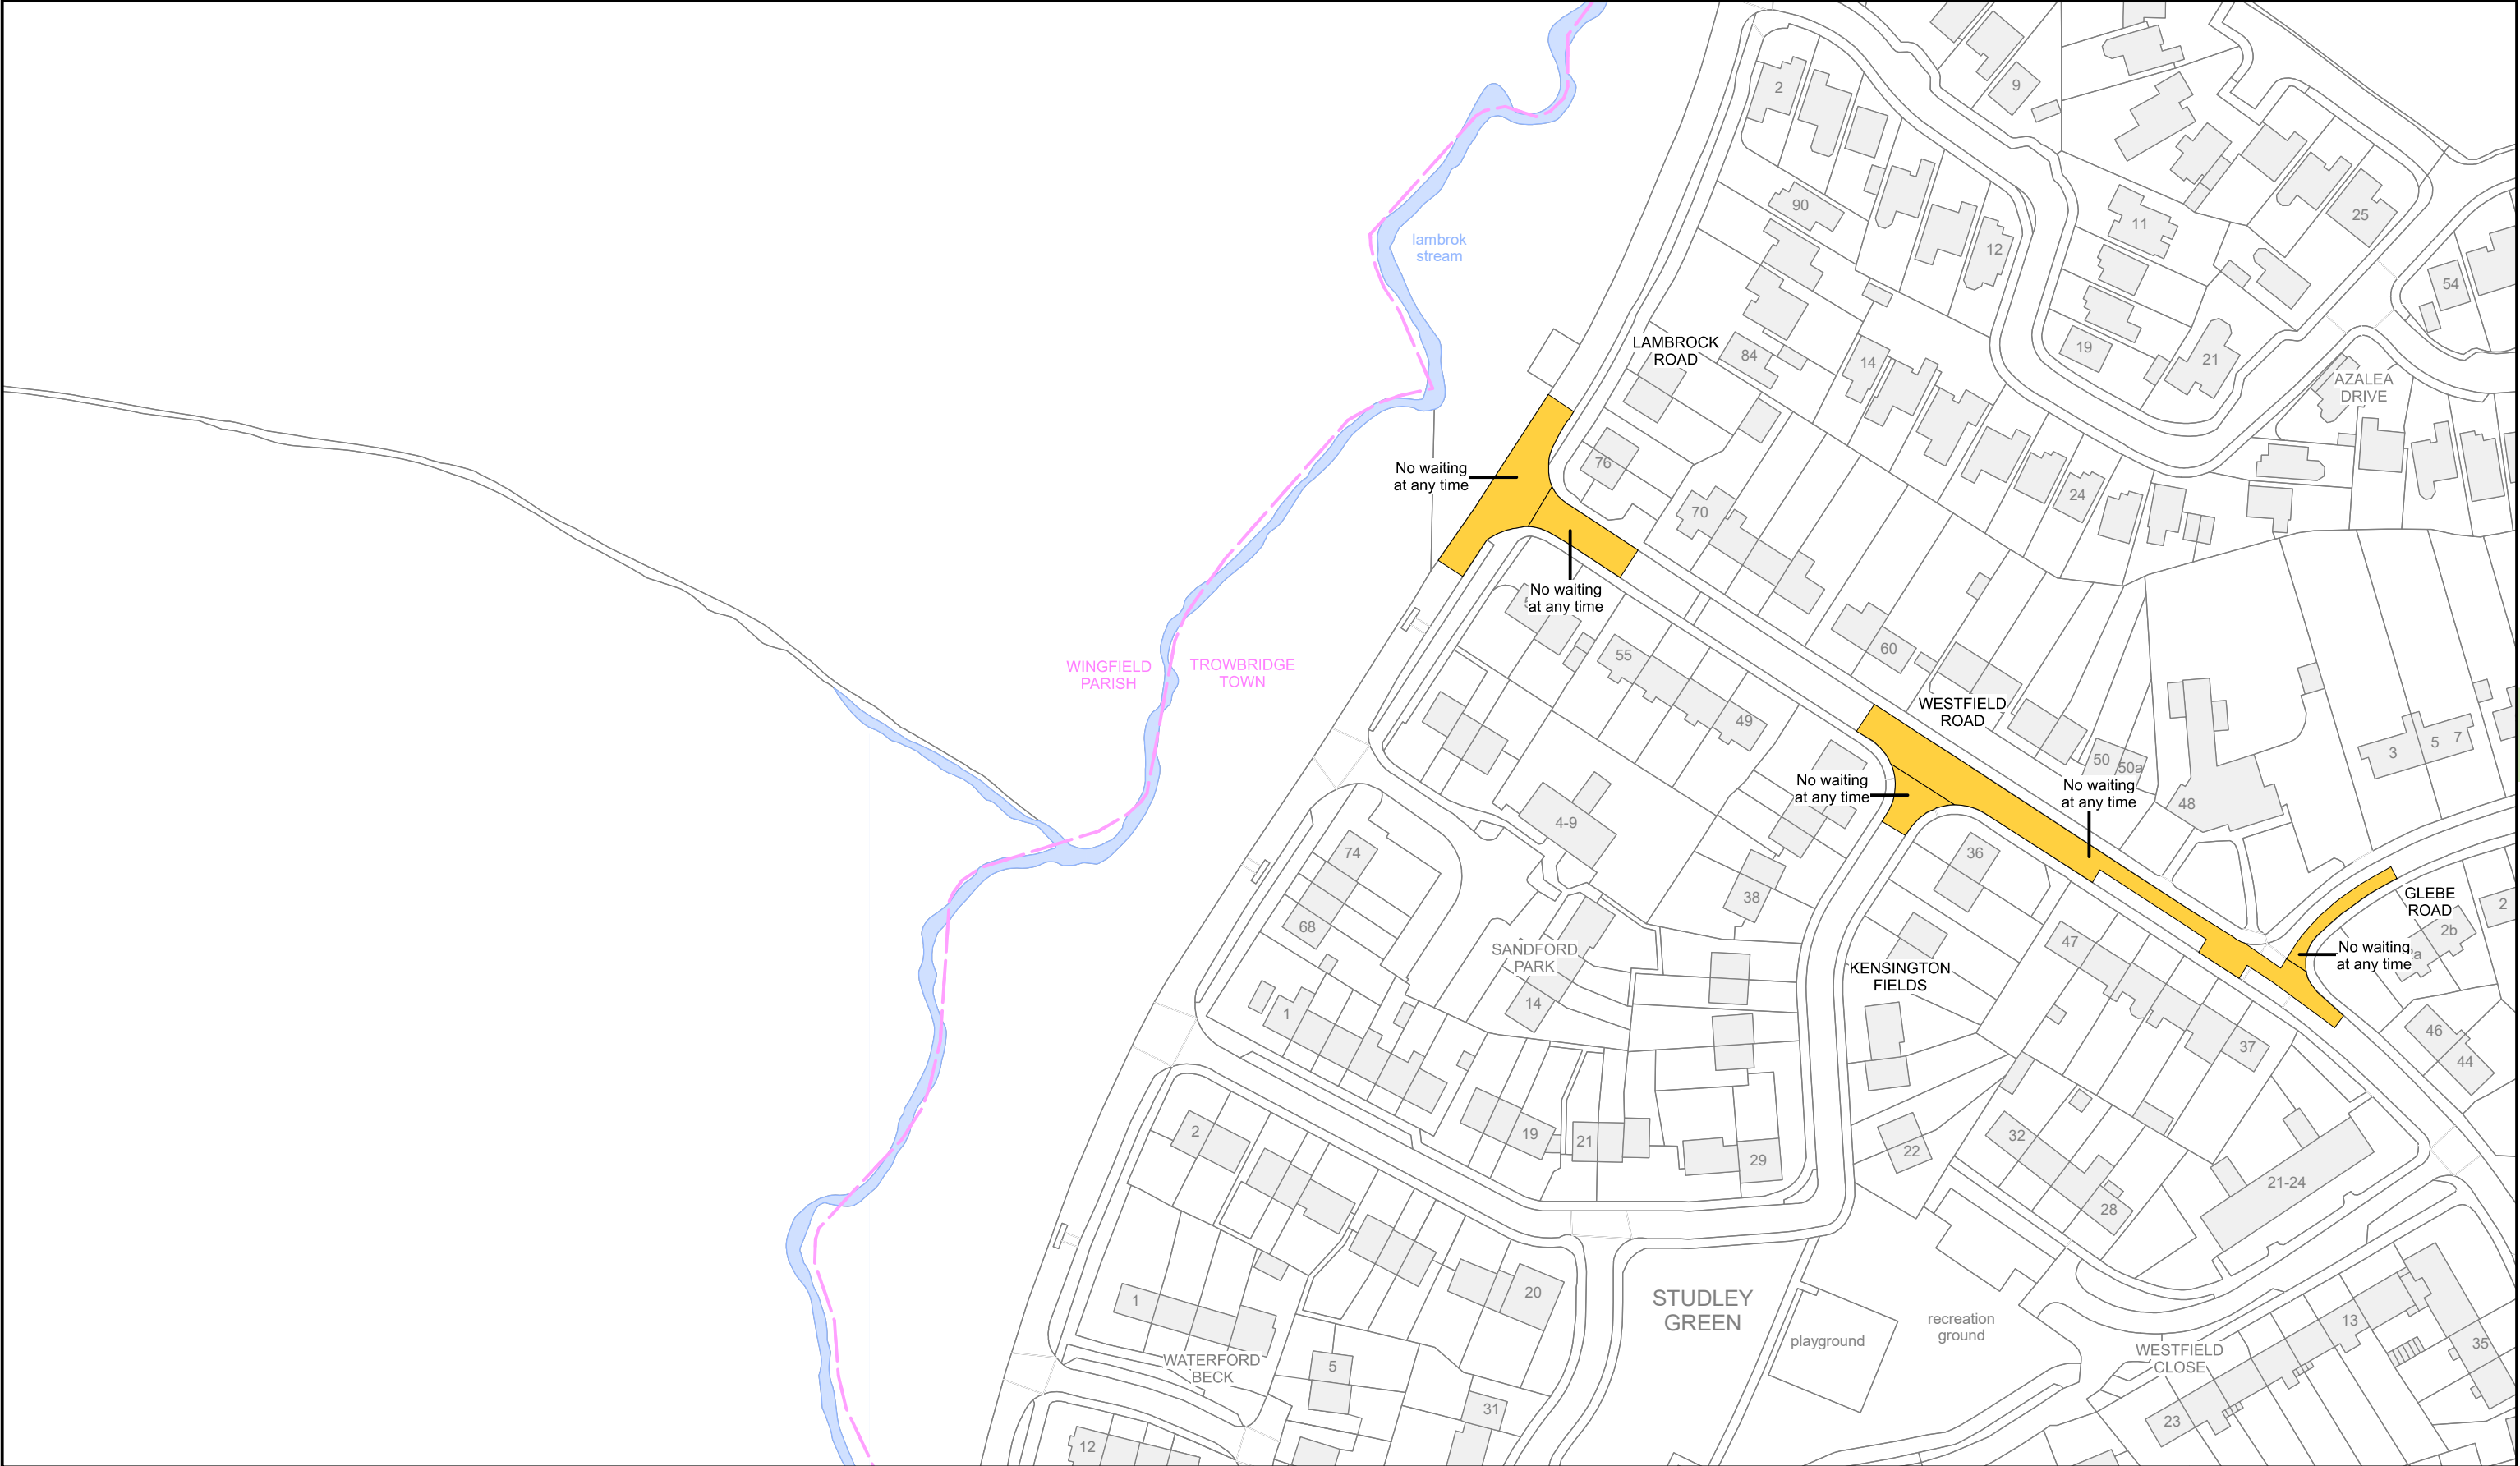 2
9
90
11
25
12
lambrok
stream
54
LAMBROCK
ROAD
84
14
19
21
AZALEA
DRIVE
No waiting
at any time
76
70
24
No waiting
at any time
55
60
WINGFIELD
PARISH
TROWBRIDGE
TOWN
49
WESTFIELD
ROAD
3
5
7
50
50a
No waiting
at any time
No waiting
at any time
48
4-9
74
36
38
GLEBE
ROAD
2
68
47
2b
SANDFORD
PARK
No waiting
at any time
KENSINGTON
FIELDS
14
1
46
37
44
2
19
21
32
22
29
21-24
28
STUDLEY
GREEN
20
1
playground
recreation
ground
13
35
WATERFORD
BECK
5
WESTFIELD
CLOSE
31
23
12